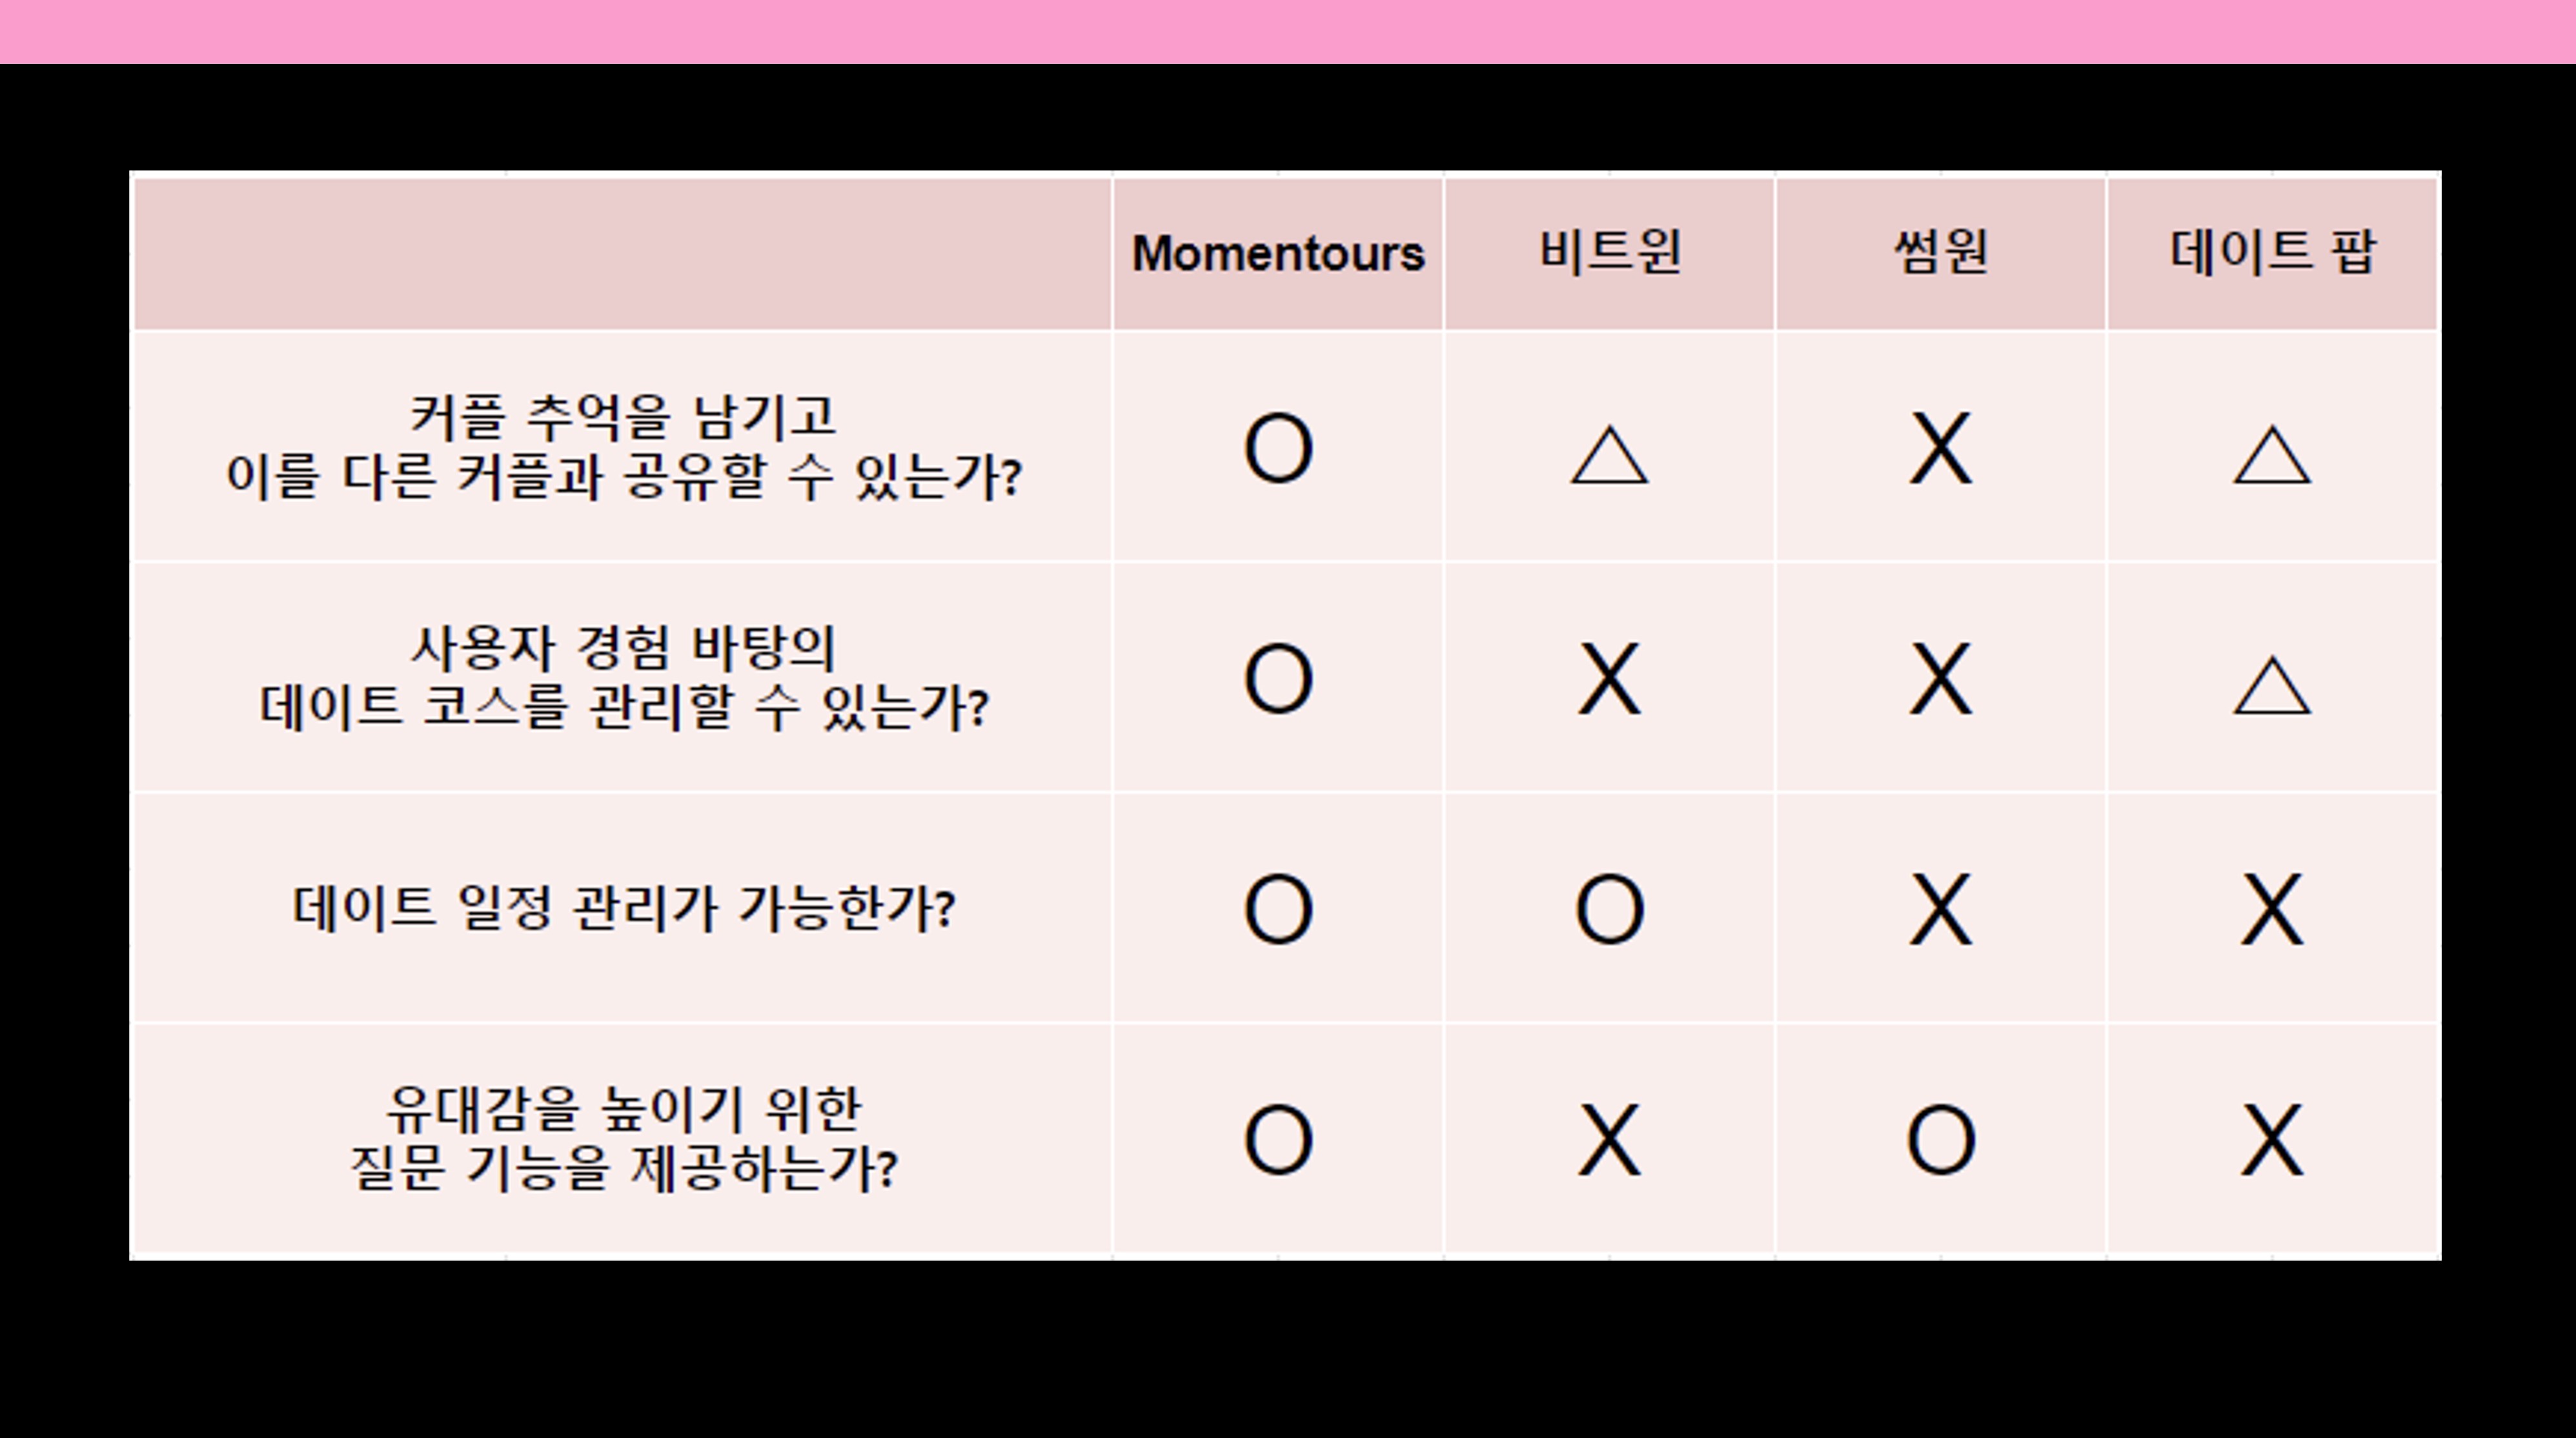 Momentours 비트윈 썸원 데이트 팝
커플 추억을 남기고
이를 다른 커플과 공유할 수 있는가?
O △ X △
사용자 경험 바탕의
데이트 코스를 관리할 수 있는가?
O X X △
데이트 일정 관리가 가능한가?
O O X X
유대감을 높이기 위한
질문 기능을 제공하는가?
O X O X